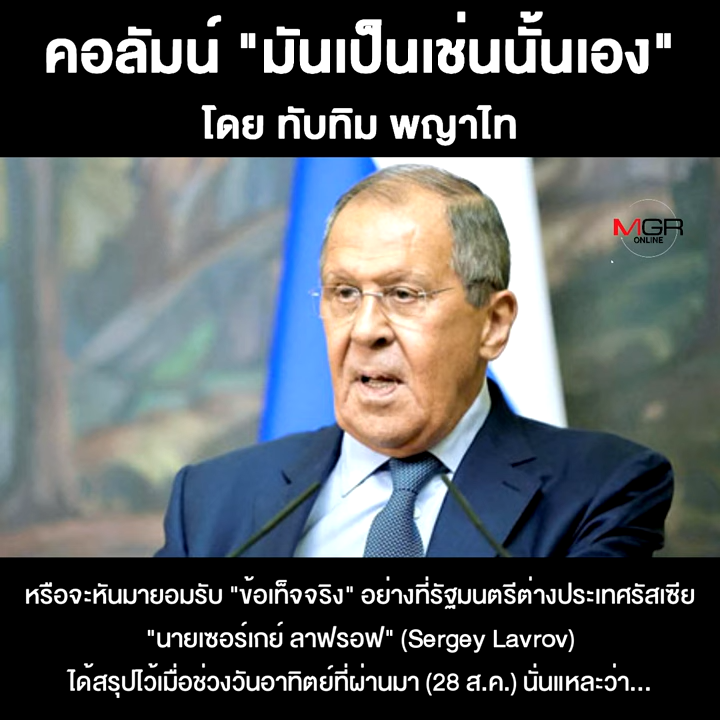 คอลัมน์ "มันเป็นเช่นนั้นเอง"
โดย ทับทิม พญาไท
MGR
ONLINE
หรือจะหันมายอมรับ "ข้อเท็จจริง" อย่างที่รัฐมนตรีต่างประเทศรัสเซีย
"นายเซอร์เกย์ ลาฟรอฟ" (Sergey Lavrov)
ได้สรุปไว้เมื่อช่วงวันอาทิตย์ที่ผ่านมา (28 ส.ค.) นั่นแหละว่า...